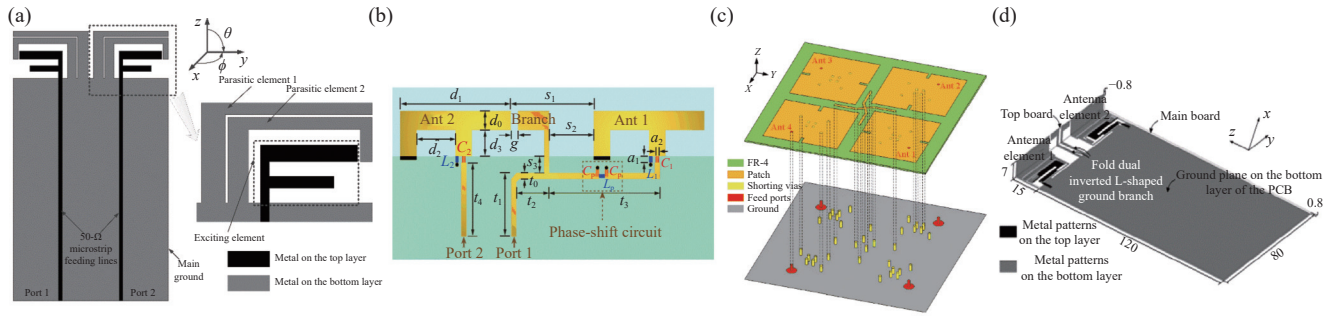 (a)
z
θ
y
x
ϕ
Parasitic element 1
Parasitic element 2
50-Ω
microstrip
feeding lines
Exciting element
Main
ground
Port 1
Port 2
Metal on the top layer
Metal on the bottom layer
(b)
d₁
s₁
Ant 2
d₀
Branch
Ant 1
s₂
d₂
d₃
g
a₂
C₂
L₂
s₃
a₁
C₁
L₁
Cₚ
Cₚ
Lₚ
t₀
t₄
t₁
t₂
t₃
Phase-shift circuit
Port 2
Port 1
(c)
Z
Y
X
Ant 3
Ant 2
Ant 4
Ant 1
FR-4
Patch
Shorting vias
Feed ports
Ground
(d)
−0.8
Antenna
element 2
Top board
Main board
Antenna
element 1
x
z
y
Fold dual
inverted L-shaped
ground branch
Ground plane on the bottom
layer of the PCB
7
15
0.8
120
80
Metal patterns
on the top layer
Metal patterns
on the bottom layer